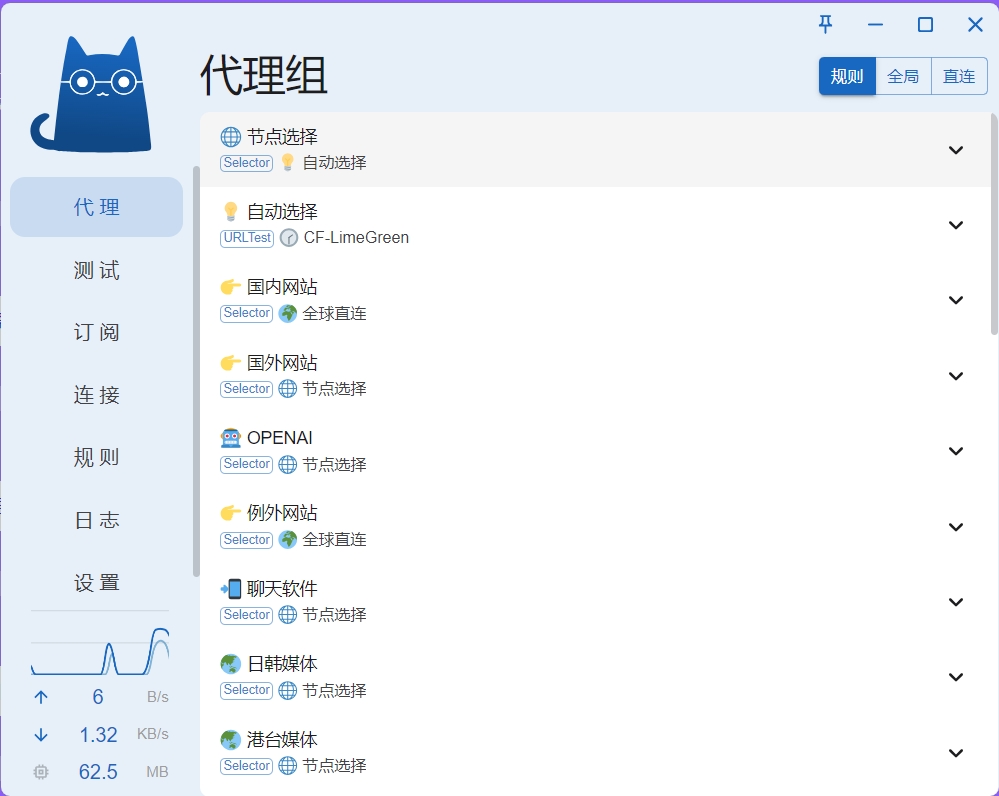 代理组
规则 全局 直连
代理
测试
订阅
连接
规则
日志
设置
6 B/s
1.32 KB/s
62.5 MB
节点选择
Selector 自动选择
自动选择
URLTest CF-LimeGreen
国内网站
Selector 全球直连
国外网站
Selector 节点选择
OPENAI
Selector 节点选择
例外网站
Selector 全球直连
聊天软件
Selector 节点选择
日韩媒体
Selector 节点选择
港台媒体
Selector 节点选择